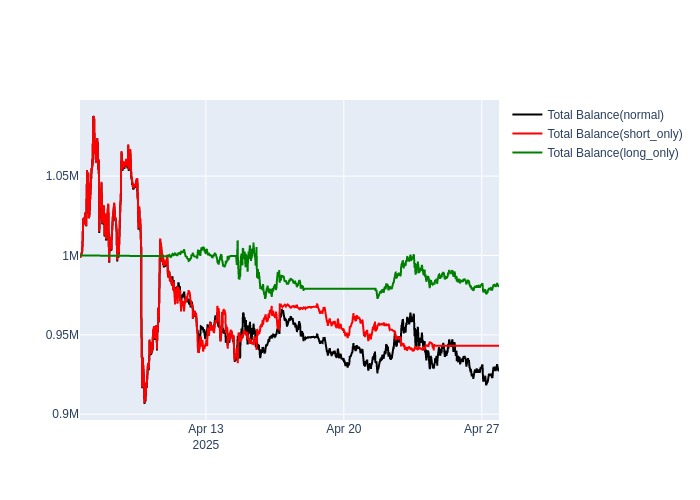 Total Balance(normal)
Total Balance(short_only)
Total Balance(long_only)
1.05M
1M
0.95M
0.9M
Apr 13
2025
Apr 20
Apr 27